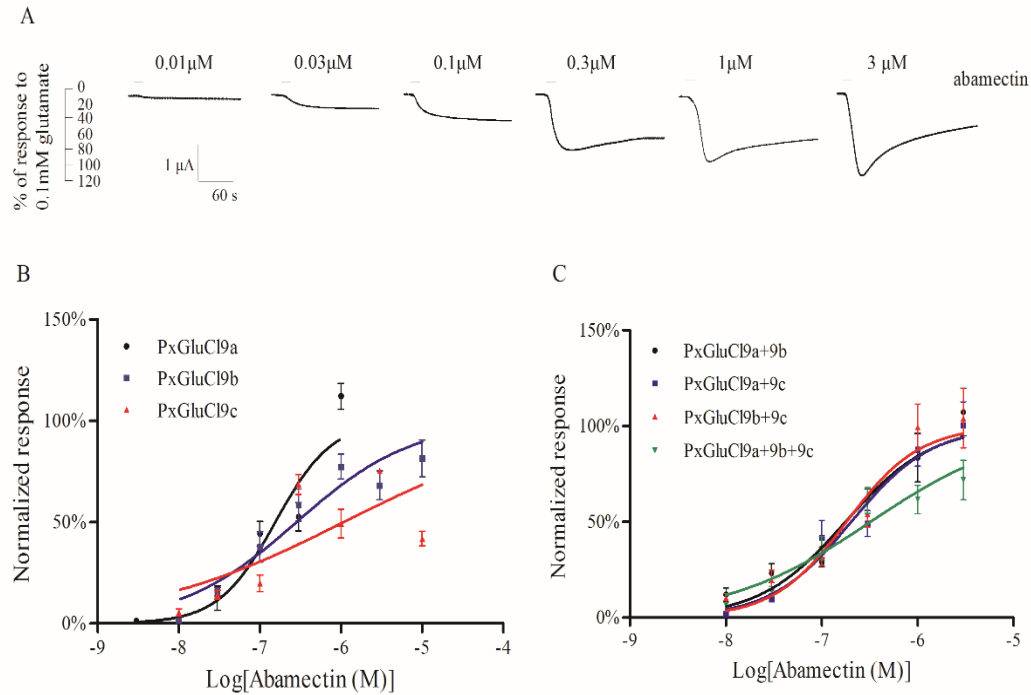 A
0.01µM 0.03µM 0.1µM 0.3µM 1µM 3 µM abamectin
% of response to
0.1mM glutamate
0
20
40
60
80
100
120
1 µA
60 s
B
Normalized response
150%
100%
50%
0%
PxGluCl9a
PxGluCl9b
PxGluCl9c
-9 -8 -7 -6 -5 -4
Log[Abamectin (M)]
C
Normalized response
150%
100%
50%
0%
PxGluCl9a+9b
PxGluCl9a+9c
PxGluCl9b+9c
PxGluCl9a+9b+9c
-9 -8 -7 -6 -5
Log[Abamectin (M)]